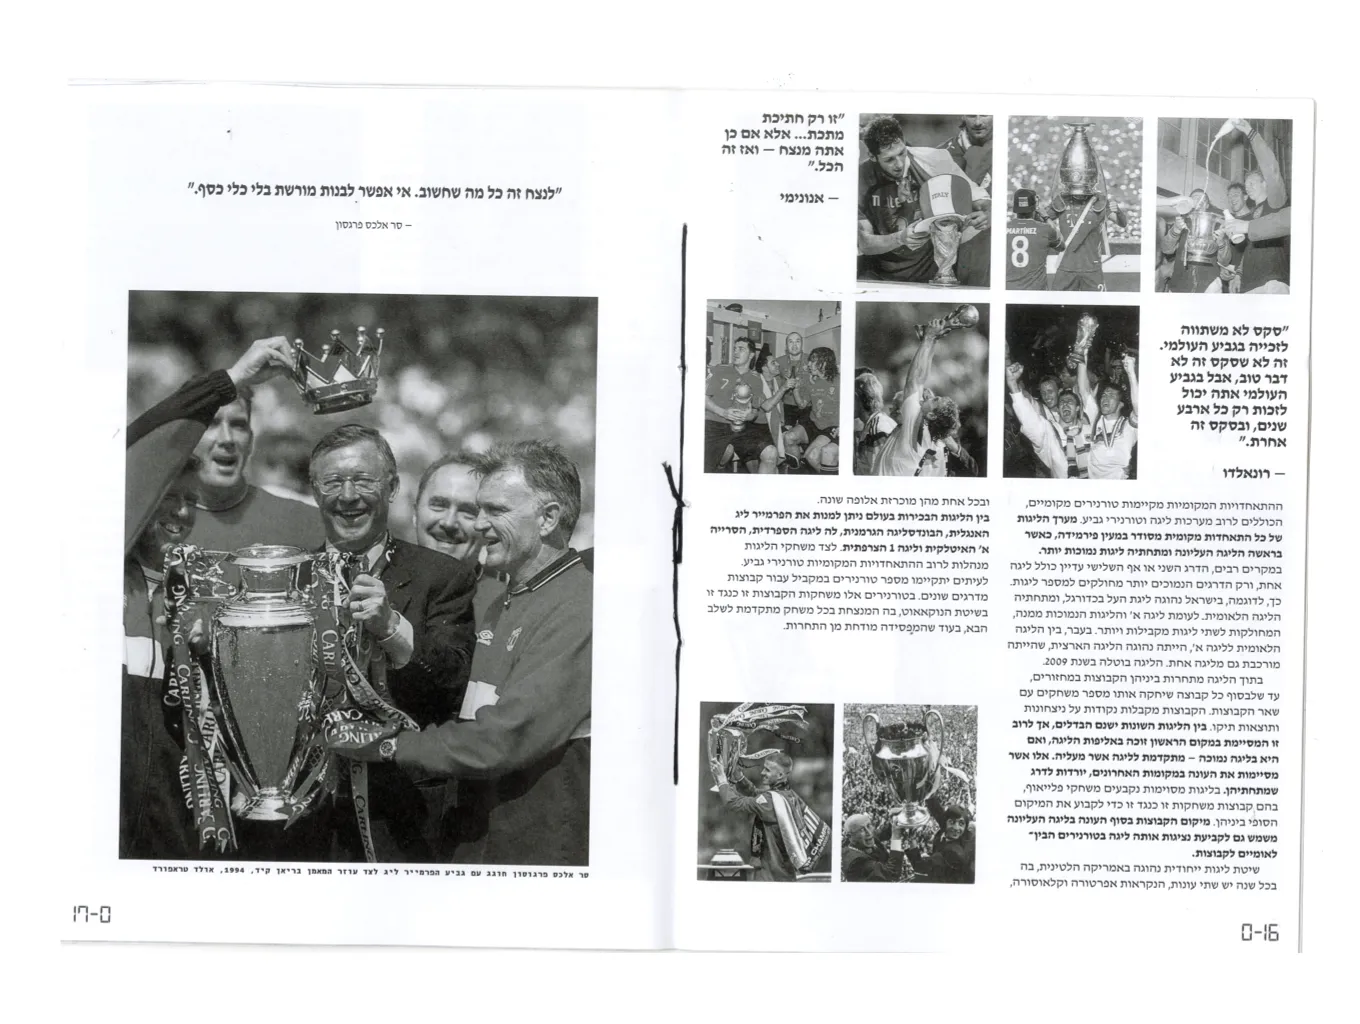 "זו רק חתיכת
מתכת... אלא אם כן
אתה מנצח – ואז זה
הכל."
– אנונימי
ITALY
MARTÍNEZ
8
"סקס לא משתווה
לזכייה בגביע העולמי.
זה לא שסקס זה לא
דבר טוב, אבל בגביע
העולמי אתה יכול
לזכות רק כל ארבע
שנים, ובסקס זה
אחרת."
– רונאלדו
7
ההתאחדויות המקומיות מקיימות טורנירים מקומיים,
הכוללים לרוב מערכות ליגה וטורנירי גביע. מערך הליגות
של כל התאחדות מקומית מסודר במעין פירמידה, כאשר
בראשה הליגה העליונה ומתחתיה ליגות נמוכות יותר.
במקרים רבים, הדרג השני או אף השלישי עדיין כולל ליגה
אחת, ורק הדרגים הנמוכים יותר מחולקים למספר ליגות.
כך, לדוגמה, בישראל נהוגה ליגת העל בכדורגל, ומתחתיה
הליגה הלאומית. לעומת ליגה א' והליגות הנמוכות ממנה,
המחולקות לשתי ליגות מקבילות ויותר. בעבר, בין הליגה
הלאומית לליגה א', הייתה נהוגה הליגה הארצית, שהייתה
מורכבת גם מליגה אחת. הליגה בוטלה בשנת 2009.
בתוך הליגה מתחרות ביניהן הקבוצות במחזורים,
עד שלבסוף כל קבוצה שיחקה אותו מספר משחקים עם
שאר הקבוצות. הקבוצות מקבלות נקודות על ניצחונות
ותוצאות תיקו. בין הליגות השונות ישנם הבדלים, אך לרוב
זו המסיימת במקום הראשון זוכה באליפות הליגה, ואם
היא בליגה נמוכה – מתקדמת לליגה אשר מעליה. אלו אשר
מסיימות את העונה במקומות האחרונים, יורדות לדרג
שמתחתיהן. בליגות מסוימות נקבעים משחקי פלייאוף,
בהם קבוצות משחקות זו כנגד זו כדי לקבוע את המיקום
הסופי ביניהן. מיקום הקבוצות בסוף העונה בליגה העליונה
משמש גם לקביעת נציגות אותה ליגה בטורנירים הבין־
לאומיים לקבוצות.
שיטת ליגות ייחודית נהוגה באמריקה הלטינית, בה
בכל שנה יש שתי עונות, הנקראות אפרטורה וקלאוסורה,
ובכל אחת מהן מוכרזת אלופה שונה.
בין הליגות הבכירות בעולם ניתן למנות את הפרמייר ליג
האנגלית, הבונדסליגה הגרמנית, לה ליגה הספרדית, הסרייה
א' האיטלקית וליגה 1 הצרפתית. לצד משחקי הליגות
מנהלות לרוב ההתאחדויות המקומיות טורנירי גביע.
לעיתים יתקיימו מספר טורנירים במקביל עבור קבוצות
מדרגים שונים. בטורנירים אלו משחקות הקבוצות זו כנגד זו
בשיטת הנוקאאוט, בה המנצחת בכל משחק מתקדמת לשלב
הבא, בעוד שהמפסידה מודחת מן התחרות.
0-16
"לנצח זה כל מה שחשוב. אי אפשר לבנות מורשת בלי כלי כסף."
– סר אלכס פרגסון
CARLING
סר אלכס פרגוסון חוגג עם גביע הפרמייר ליג לצד עוזר המאמן בריאן קיד, 1994, אולד טראפורד
17-0